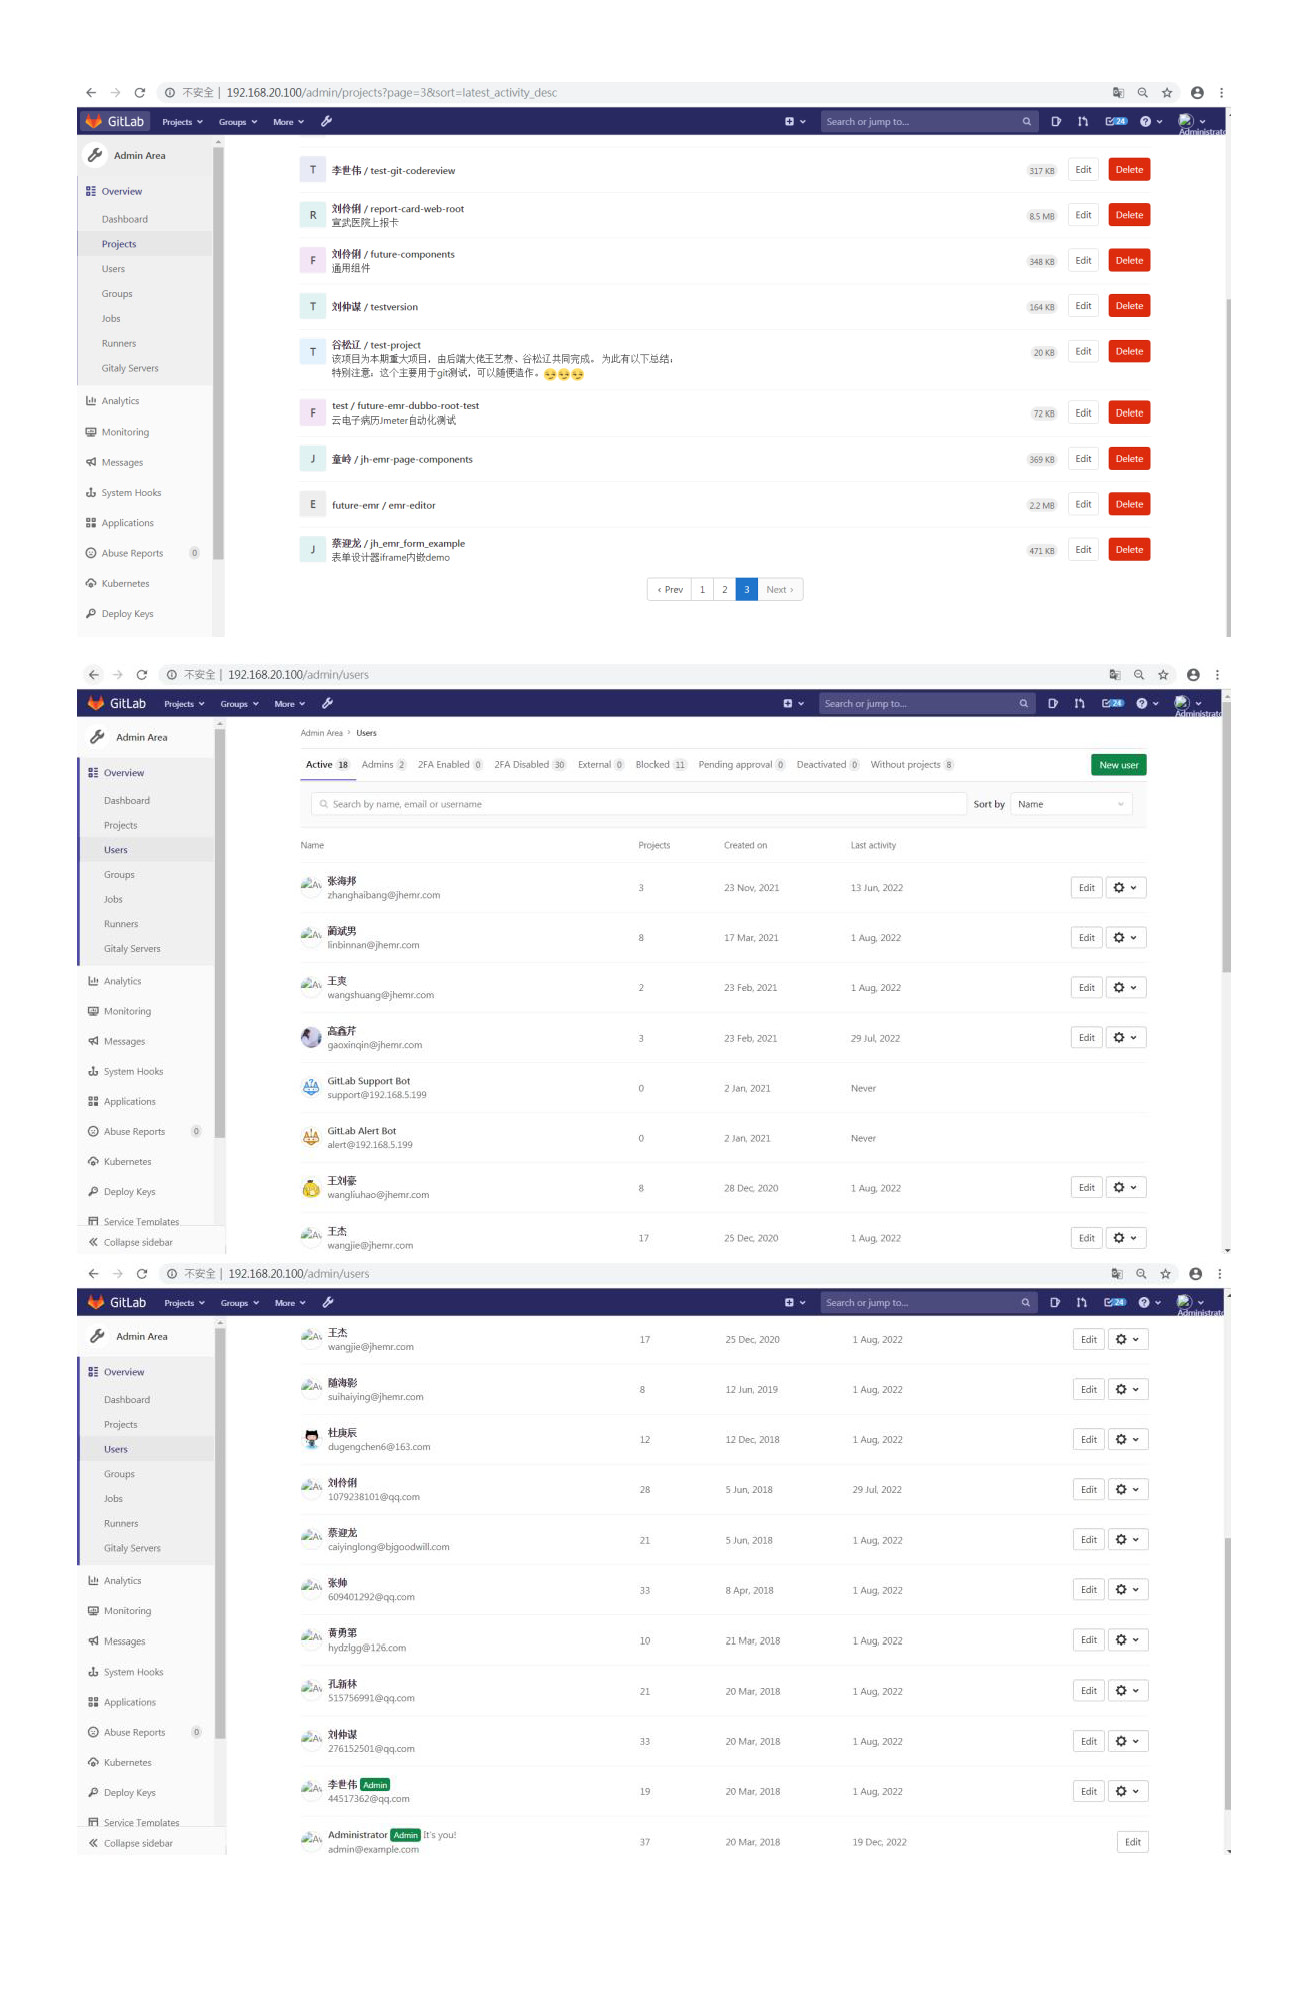 不安全 | 192.168.20.100/admin/projects?page=3&sort=latest_activity_desc
GitLab Projects Groups More Search or jump to... 24 Administrat
Admin Area
Overview
Dashboard
Projects
Users
Groups
Jobs
Runners
Gitaly Servers
Analytics
Monitoring
Messages
System Hooks
Applications
Abuse Reports 0
Kubernetes
Deploy Keys
T 李世伟 / test-git-codereview 317 KB Edit Delete
R 刘伶俐 / report-card-web-root 8.5 MB Edit Delete
宣武医院上报卡
F 刘伶俐 / future-components 348 KB Edit Delete
通用组件
T 刘仲谋 / testversion 164 KB Edit Delete
T 谷松辽 / test-project 20 KB Edit Delete
该项目为本期重大项目，由后端大佬王艺、谷松辽共同完成。为此有以下总结：
特别注意：这个主要用于git测试，可以随便造作。😏😏😏
F test / future-emr-dubbo-root-test 72 KB Edit Delete
云电子病历Jmeter自动化测试
J 童岭 / jh-emr-page-components 369 KB Edit Delete
E future-emr / emr-editor 2.2 MB Edit Delete
J 蔡迎龙 / jh_emr_form_example 471 KB Edit Delete
表单设计器iframe内嵌demo
‹ Prev 1 2 3 Next ›
不安全 | 192.168.20.100/admin/users
GitLab Projects Groups More Search or jump to... 24 Administrat
Admin Area
Overview
Dashboard
Projects
Users
Groups
Jobs
Runners
Gitaly Servers
Analytics
Monitoring
Messages
System Hooks
Applications
Abuse Reports 0
Kubernetes
Deploy Keys
Service Templates
Collapse sidebar
Admin Area > Users
Active 18 Admins 2 2FA Enabled 0 2FA Disabled 30 External 0 Blocked 11 Pending approval 0 Deactivated 0 Without projects 8 New user
Search by name, email or username Sort by Name
Name Projects Created on Last activity
张海邦 3 23 Nov, 2021 13 Jun, 2022 Edit
zhanghaibang@jhemr.com
蔺斌男 8 17 Mar, 2021 1 Aug, 2022 Edit
linbinnan@jhemr.com
王爽 2 23 Feb, 2021 1 Aug, 2022 Edit
wangshuang@jhemr.com
高鑫芹 3 23 Feb, 2021 29 Jul, 2022 Edit
gaoxinqin@jhemr.com
GitLab Support Bot 0 2 Jan, 2021 Never
support@192.168.5.199
GitLab Alert Bot 0 2 Jan, 2021 Never
alert@192.168.5.199
王刘豪 8 28 Dec, 2020 1 Aug, 2022 Edit
wangliuhao@jhemr.com
王杰 17 25 Dec, 2020 1 Aug, 2022 Edit
wangjie@jhemr.com
不安全 | 192.168.20.100/admin/users
GitLab Projects Groups More Search or jump to... 24 Administrat
Admin Area
Overview
Dashboard
Projects
Users
Groups
Jobs
Runners
Gitaly Servers
Analytics
Monitoring
Messages
System Hooks
Applications
Abuse Reports 0
Kubernetes
Deploy Keys
Service Templates
Collapse sidebar
王杰 17 25 Dec, 2020 1 Aug, 2022 Edit
wangjie@jhemr.com
随海影 8 12 Jun, 2019 1 Aug, 2022 Edit
suihaiying@jhemr.com
杜庚辰 12 12 Dec, 2018 1 Aug, 2022 Edit
dugengchen6@163.com
刘伶俐 28 5 Jun, 2018 29 Jul, 2022 Edit
1079238101@qq.com
蔡迎龙 21 5 Jun, 2018 1 Aug, 2022 Edit
caiyinglong@bjgoodwill.com
张帅 33 8 Apr, 2018 1 Aug, 2022 Edit
609401292@qq.com
黄勇第 10 21 Mar, 2018 1 Aug, 2022 Edit
hydzlgg@126.com
孔新林 21 20 Mar, 2018 1 Aug, 2022 Edit
515756991@qq.com
刘仲谋 33 20 Mar, 2018 1 Aug, 2022 Edit
276152501@qq.com
李世伟 Admin 19 20 Mar, 2018 1 Aug, 2022 Edit
44517362@qq.com
Administrator Admin It's you! 37 20 Mar, 2018 19 Dec, 2022 Edit
admin@example.com